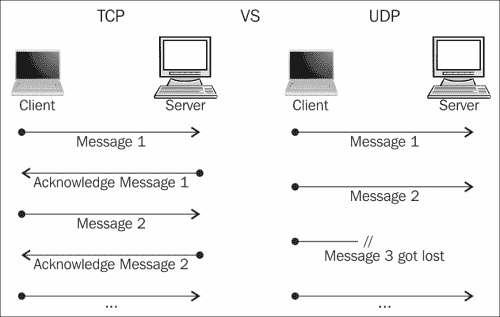 TCP VS UDP
Client Server Client Server
Message 1 Message 1
Acknowledge Message 1 Message 2
Message 2
// 
Acknowledge Message 2 Message 3 got lost
... ...